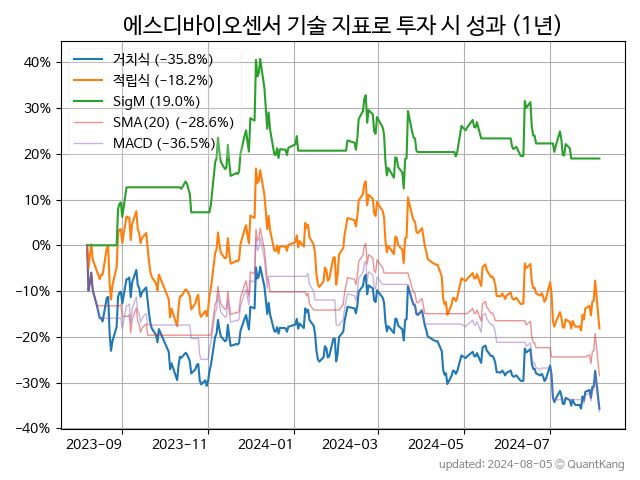 에스디바이오센서 기술 지표로 투자 시 성과 (1년)
40%
30%
20%
10%
0%
−10%
−20%
−30%
−40%
거치식 (−35.8%)
적립식 (−18.2%)
SigM (19.0%)
SMA(20) (−28.6%)
MACD (−36.5%)
2023-09
2023-11
2024-01
2024-03
2024-05
2024-07
updated: 2024-08-05 © QuantKang